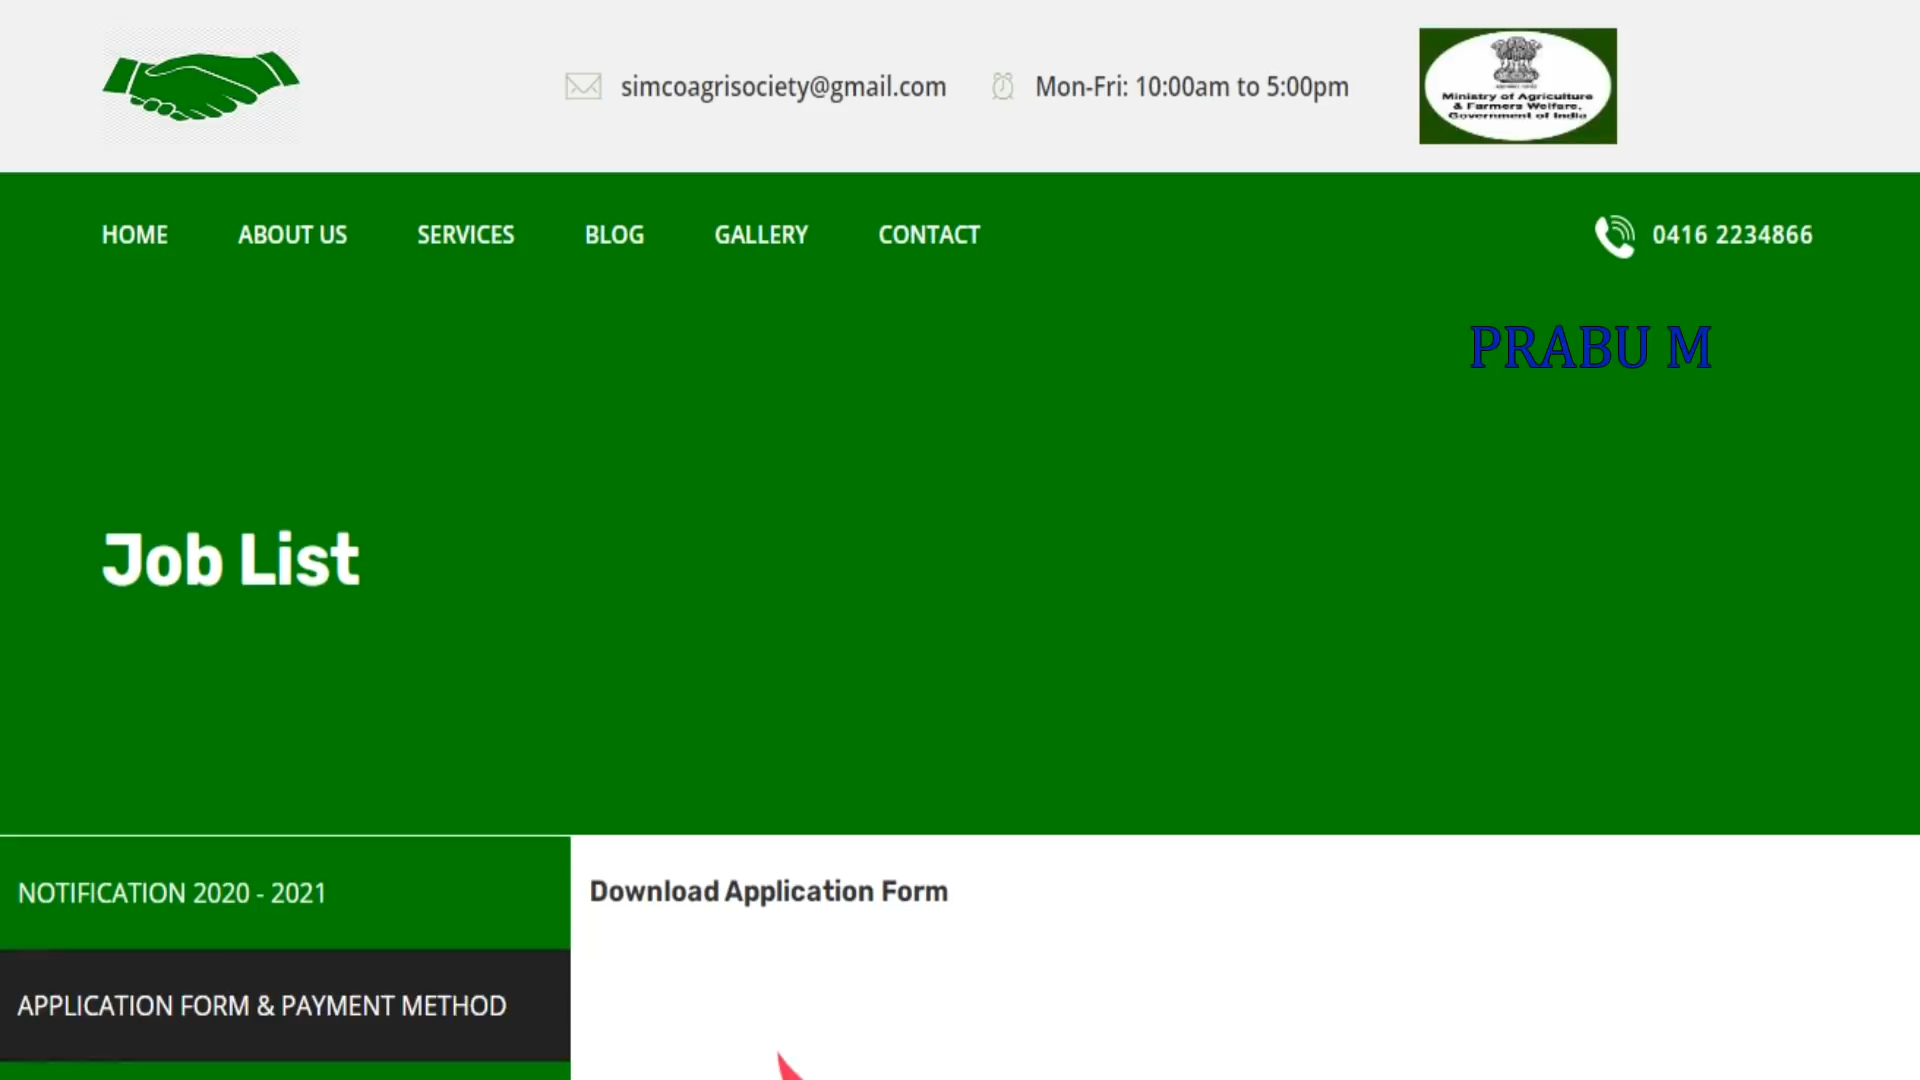 simcoagrisociety@gmail.com
Mon-Fri: 10:00am to 5:00pm
Ministry of Agriculture
& Farmers Welfare,
Government of India
HOME
ABOUT US
SERVICES
BLOG
GALLERY
CONTACT
0416 2234866
PRABU M
Job List
NOTIFICATION 2020 - 2021
Download Application Form
APPLICATION FORM & PAYMENT METHOD